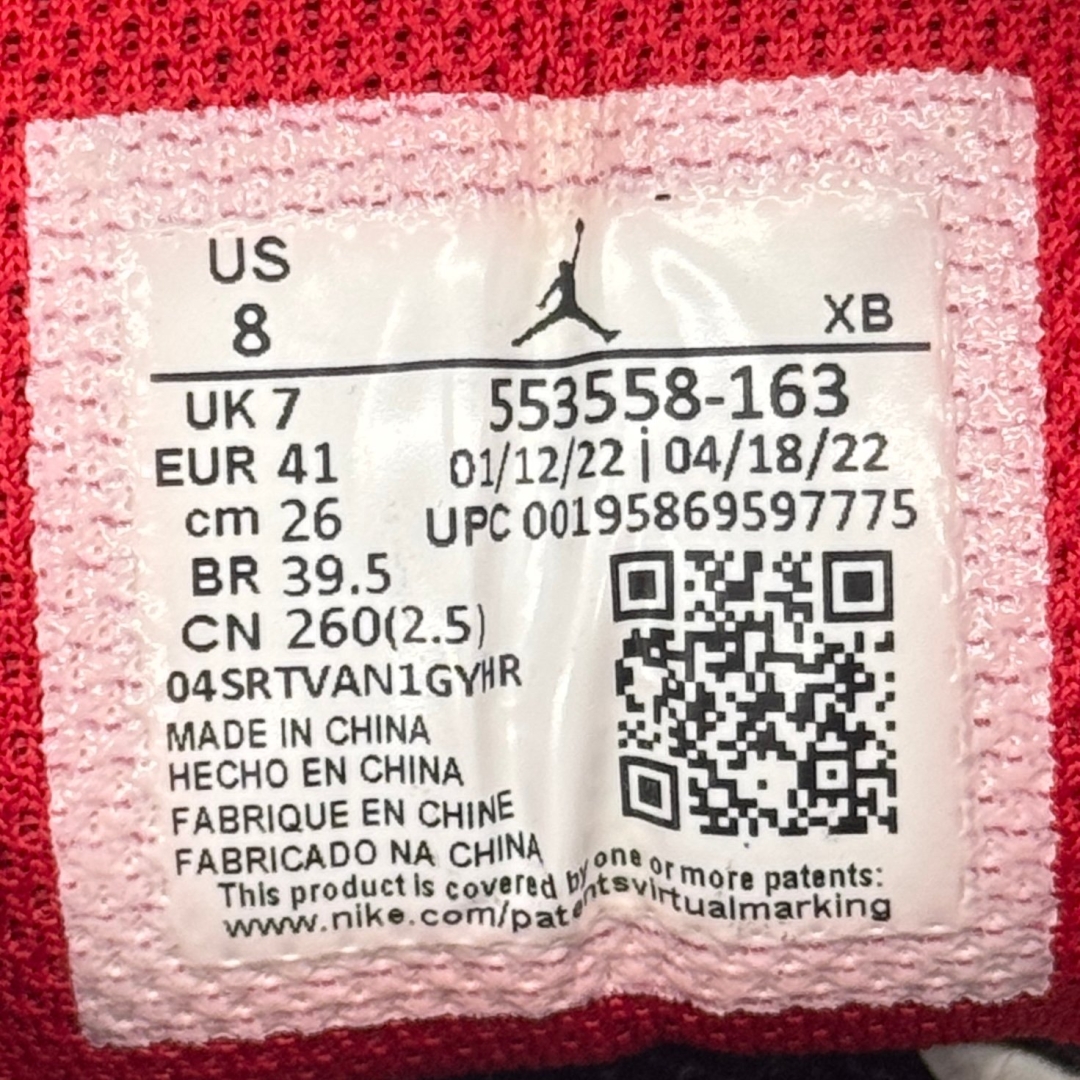 US
8
XB
UK 7
553558-163
EUR 41
01/12/22 | 04/18/22
cm 26
UPC 00195869597775
BR 39.5
CN 260(2.5)
04SRTVAN1GYHR
MADE IN CHINA
HECHO EN CHINA
FABRIQUE EN CHINE
FABRICADO NA CHINA
This product is covered by one or more patents:
www.nike.com/patentsvirtualmarking